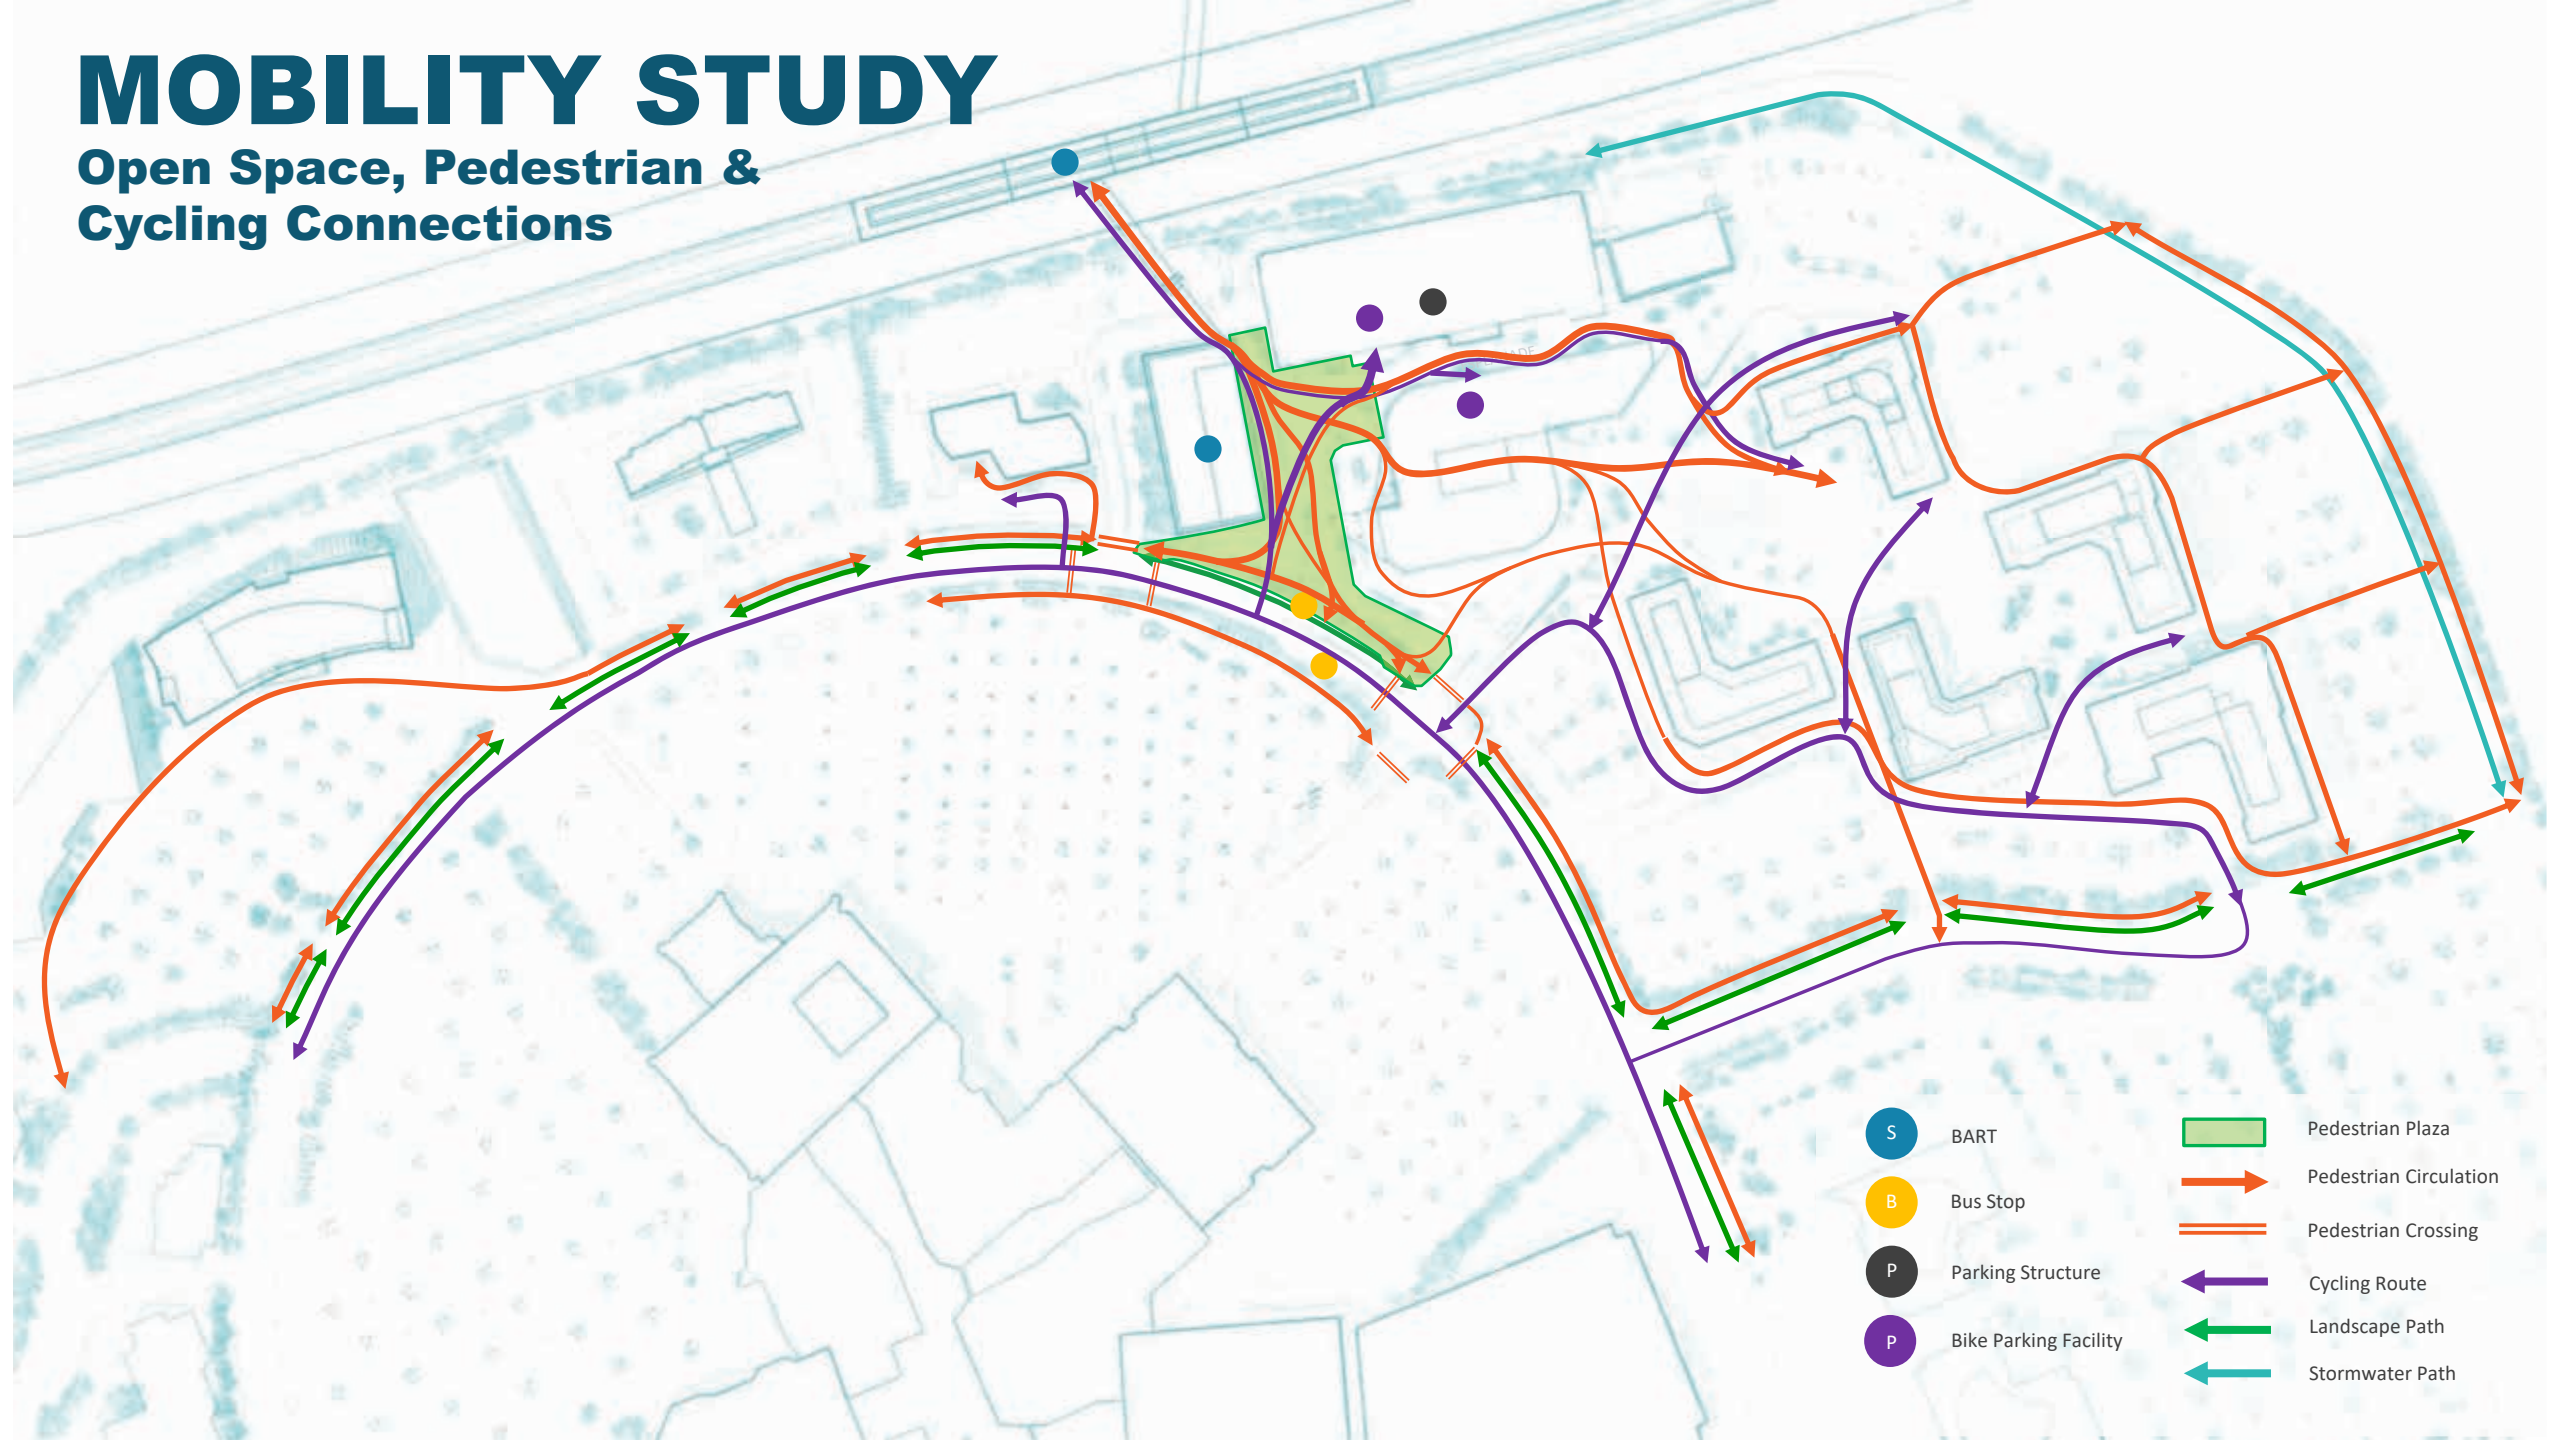 MOBILITY STUDY
Open Space, Pedestrian &
Cycling Connections
S
BART
B
Bus Stop
P
Parking Structure
P
Bike Parking Facility
Pedestrian Plaza
Pedestrian Circulation
Pedestrian Crossing
Cycling Route
Landscape Path
Stormwater Path